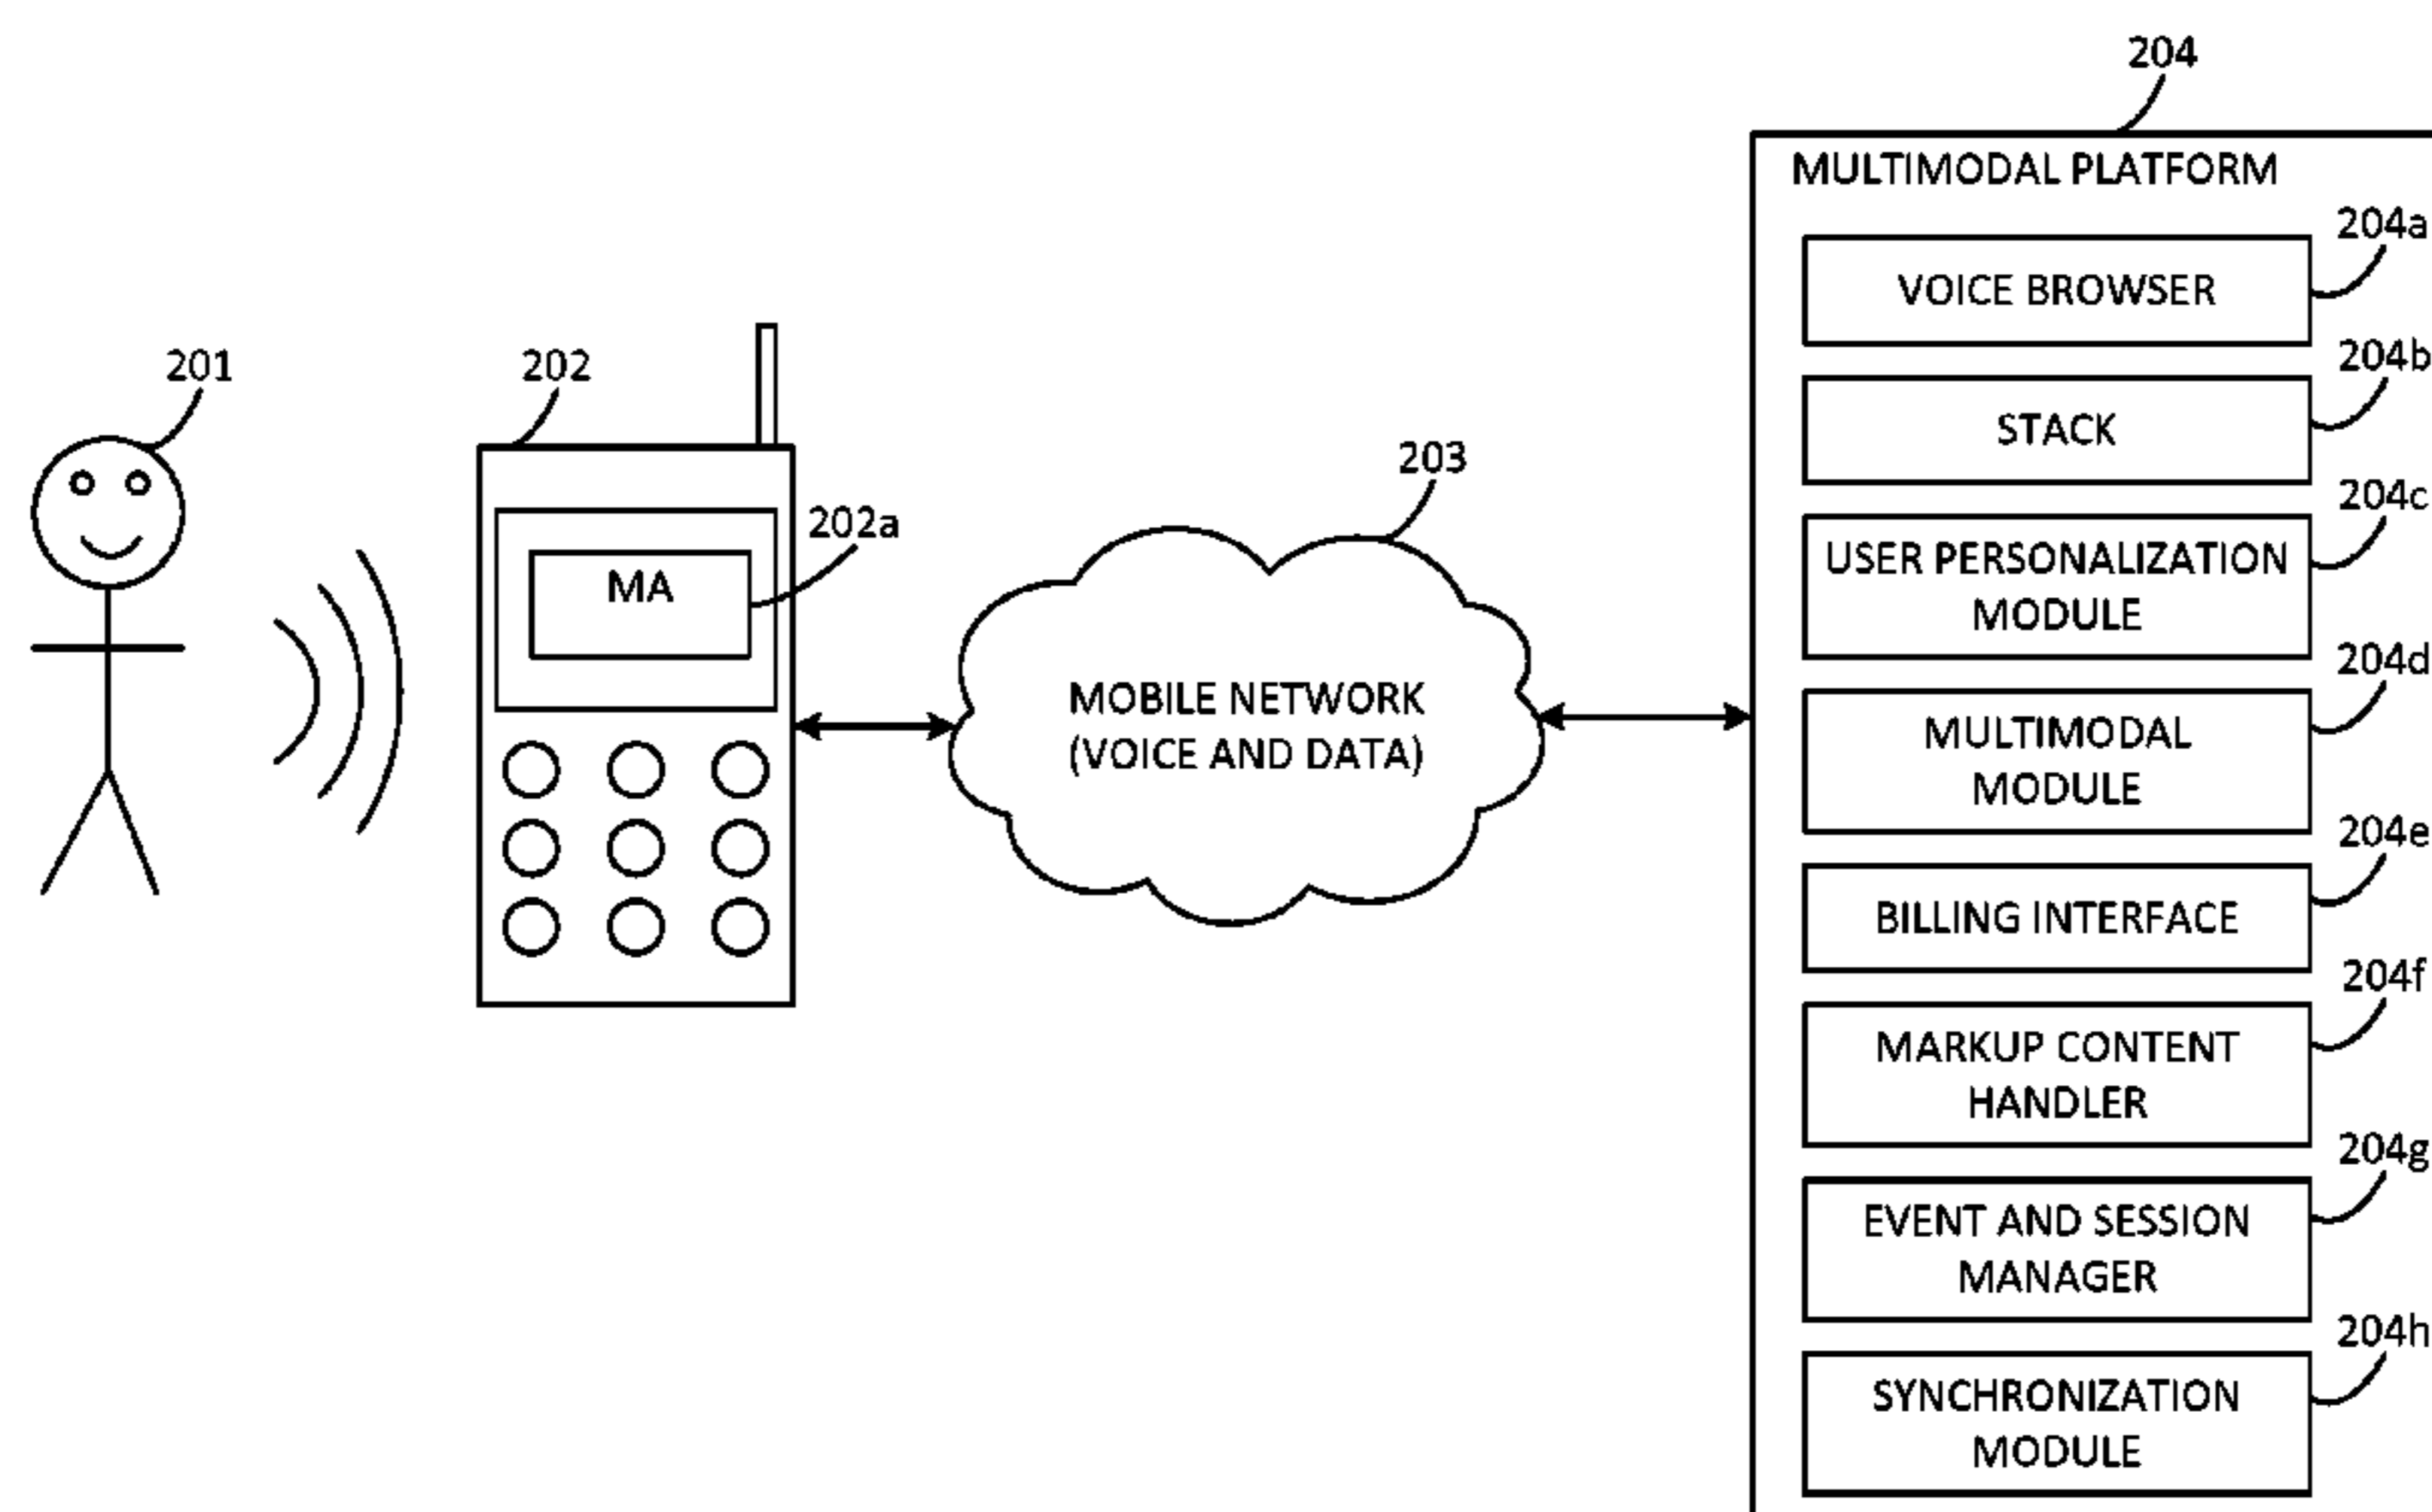 204
MULTIMODAL PLATFORM
204a
VOICE BROWSER
204b
STACK
204c
USER PERSONALIZATION
MODULE
204d
MULTIMODAL
MODULE
204e
BILLING INTERFACE
204f
MARKUP CONTENT
HANDLER
204g
EVENT AND SESSION
MANAGER
204h
SYNCHRONIZATION
MODULE
201
202
202a
MA
203
MOBILE NETWORK
(VOICE AND DATA)